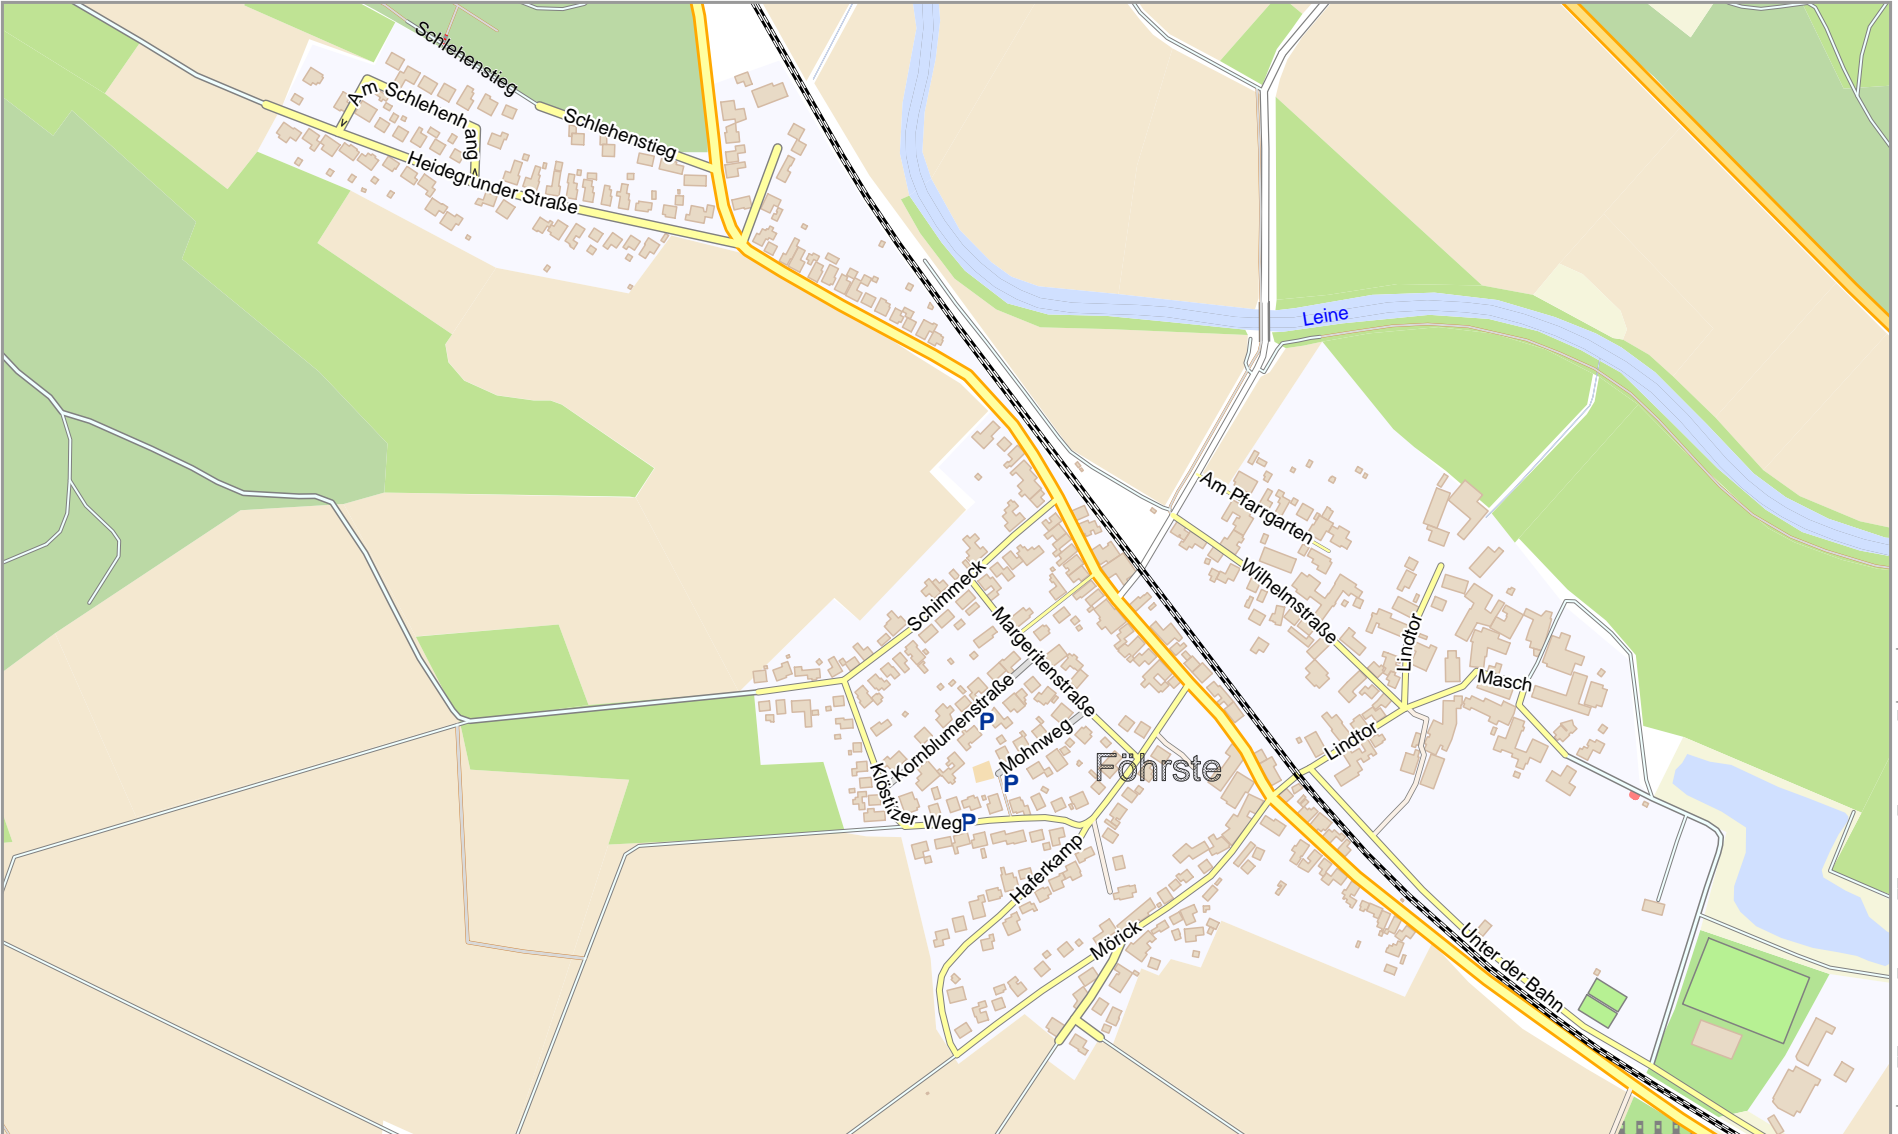 Schlehenstieg
Am Schlehenhang
Schlehenstieg
Heidegrunder Straße
Leine
Am Pfarrgarten
Wilhelmstraße
Schimmeck
Margeritenstraße
Lindtor
Masch
Kornblumenstraße
P
Mohnweg
Lindtor
Föhrste
P
Klöstizer Weg
P
Haferkamp
Mörick
Unter der Bahn